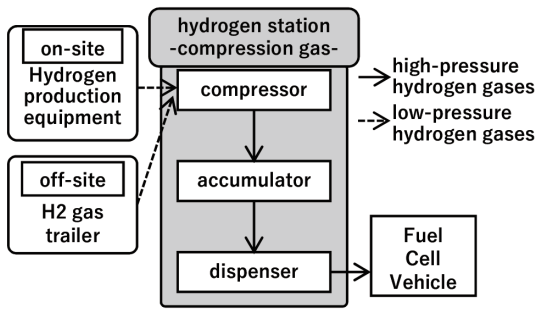 hydrogen station
-compression gas-
on-site
Hydrogen
production
equipment
compressor
high-pressure
hydrogen gases
low-pressure
hydrogen gases
off-site
H2 gas
trailer
accumulator
dispenser
Fuel
Cell
Vehicle